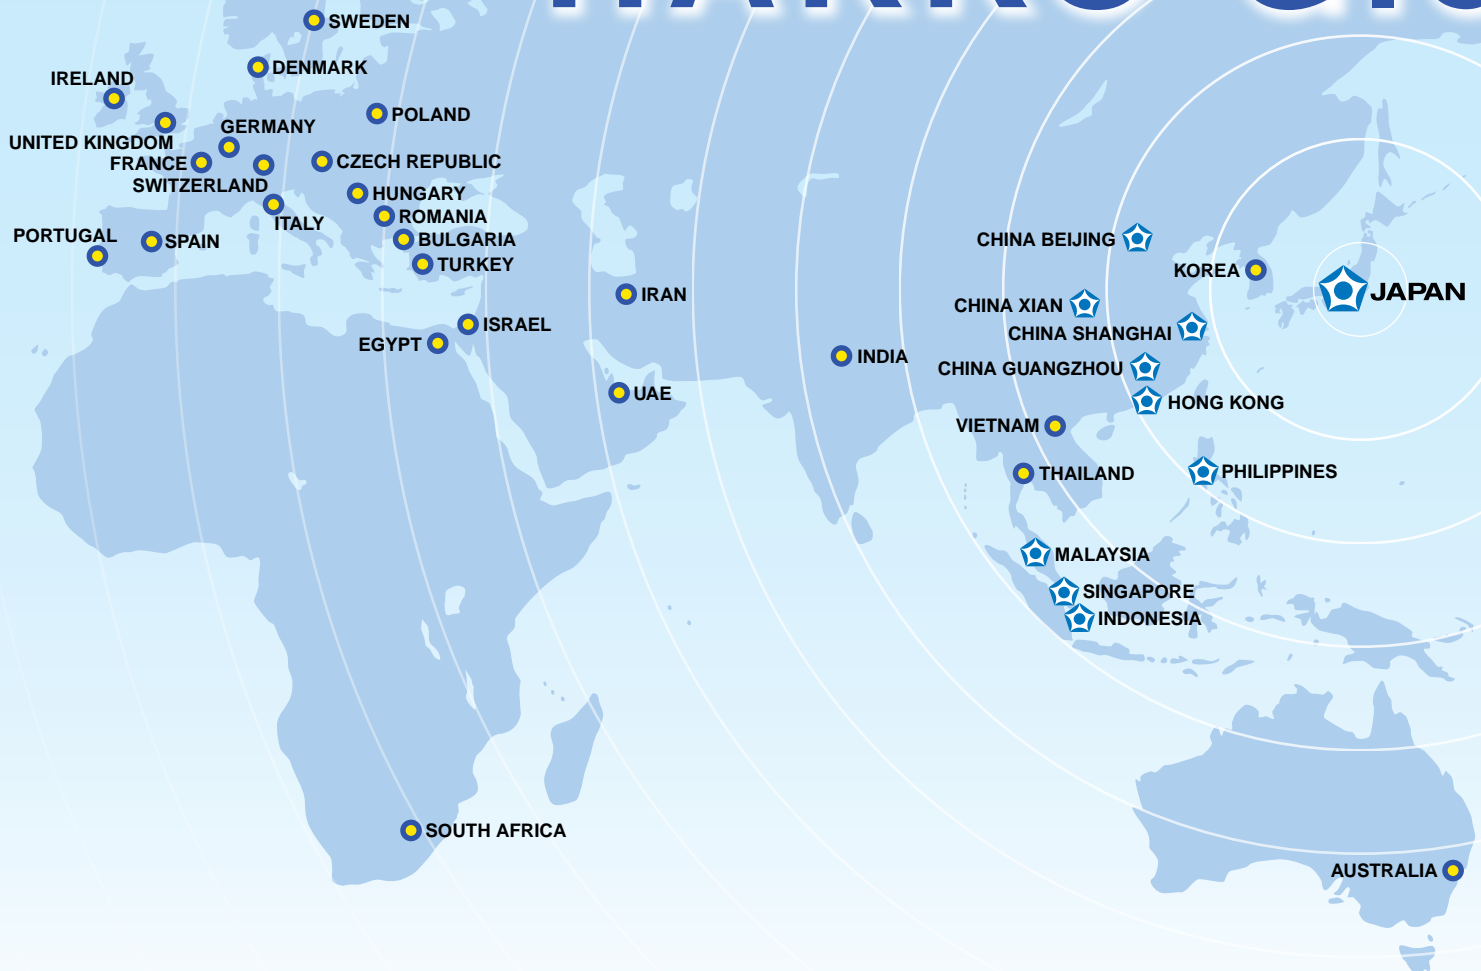 SWEDEN
DENMARK
IRELAND
POLAND
GERMANY
UNITED KINGDOM
FRANCE
CZECH REPUBLIC
SWITZERLAND
HUNGARY
ROMANIA
ITALY
PORTUGAL
SPAIN
BULGARIA
CHINA BEIJING
TURKEY
KOREA
JAPAN
IRAN
CHINA XIAN
ISRAEL
CHINA SHANGHAI
EGYPT
INDIA
CHINA GUANGZHOU
UAE
HONG KONG
VIETNAM
PHILIPPINES
THAILAND
MALAYSIA
SINGAPORE
INDONESIA
SOUTH AFRICA
AUSTRALIA